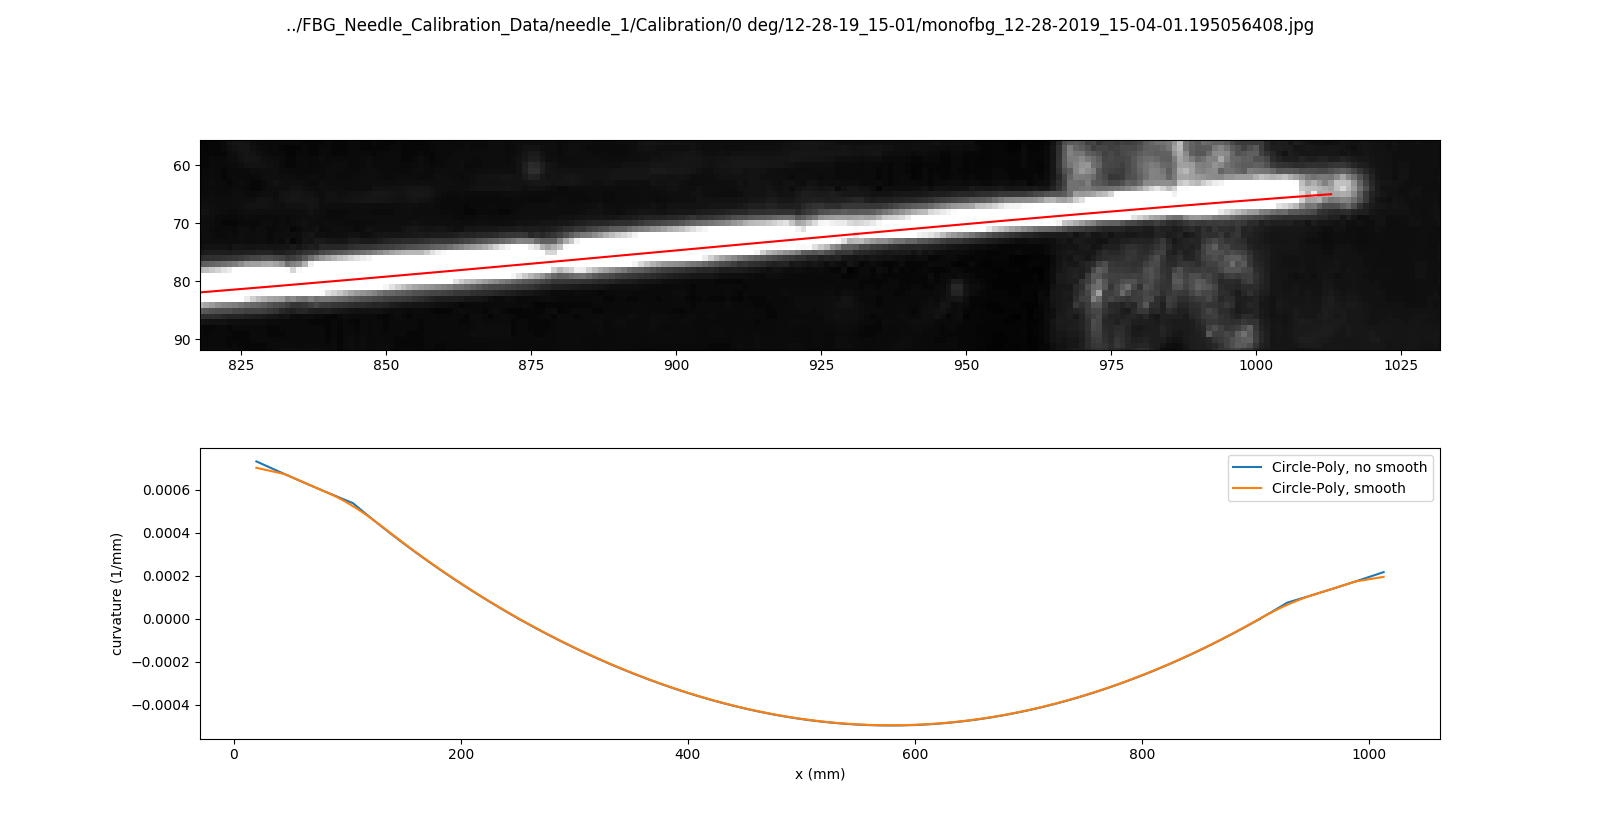 ../FBG_Needle_Calibration_Data/needle_1/Calibration/0 deg/12-28-19_15-01/monofbg_12-28-2019_15-04-01.195056408.jpg
60
70
80
90
825 850 875 900 925 950 975 1000 1025
Circle-Poly, no smooth
Circle-Poly, smooth
curvature (1/mm)
0.0006
0.0004
0.0002
0.0000
−0.0002
−0.0004
0 200 400 600 800 1000
x (mm)